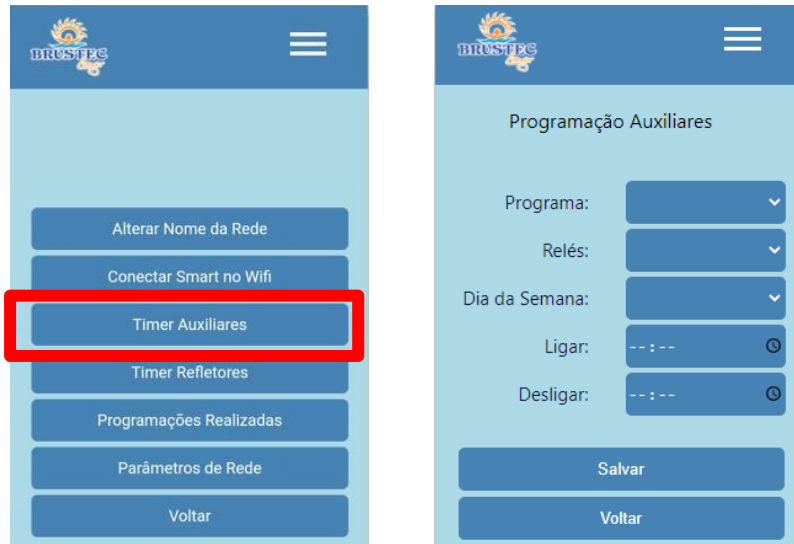 BRUSTEC
Alterar Nome da Rede
Conectar Smart no Wifi
Timer Auxiliares
Timer Refletores
Programações Realizadas
Parâmetros de Rede
Voltar
BRUSTEC
Programação Auxiliares
Programa:
Relés:
Dia da Semana:
Ligar: --:--
Desligar: --:--
Salvar
Voltar